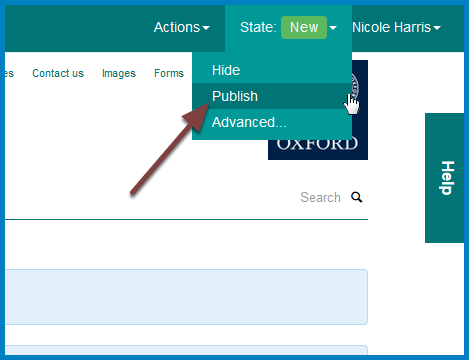 Actions State: New Nicole Harris
es Contact us Images Forms
Hide
Publish
Advanced...
OXFORD
Help
Search